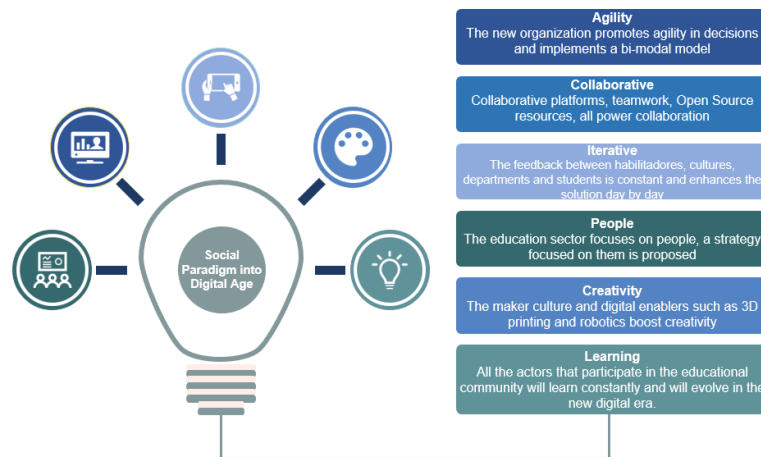 Social
Paradigm into
Digital Age
Agility
The new organization promotes agility in decisions
and implements a bi-modal model
Collaborative
Collaborative platforms, teamwork, Open Source
resources, all power collaboration
Iterative
The feedback between habilitadores, cultures,
departments and students is constant and enhances the
solution day by day
People
The education sector focuses on people, a strategy
focused on them is proposed
Creativity
The maker culture and digital enablers such as 3D
printing and robotics boost creativity
Learning
All the actors that participate in the educational
community will learn constantly and will evolve in the
new digital era.